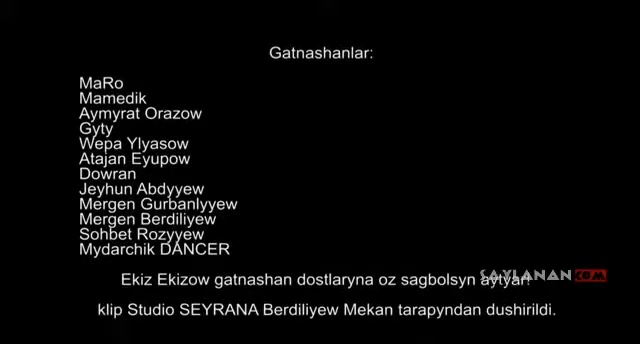 Gatnashanlar:
MaRo
Mamedik
Aymyrat Orazow
Gyty
Wepa Ylyasow
Atajan Eyupow
Dowran
Jeyhun Abdyyew
Mergen Gurbanlyyew
Mergen Berdiliyew
Sohbet Rozyyew
Mydarchik DANCER
Ekiz Ekizow gatnashan dostlaryna oz sagbolsyn aytyar!
SAYLANAN.COM
klip Studio SEYRANA Berdiliyew Mekan tarapyndan dushirildi.